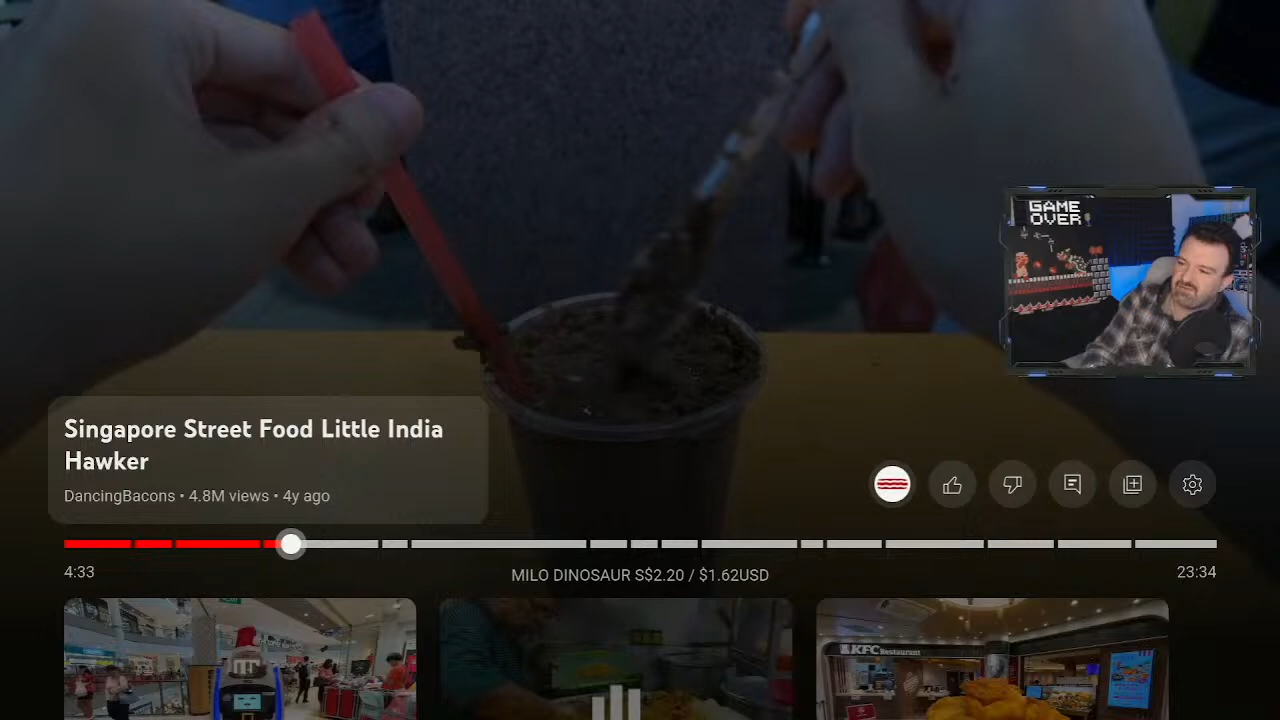 GAME
OVER
Singapore Street Food Little India
Hawker
DancingBacons • 4.8M views • 4y ago
4:33
MILO DINOSAUR S$2.20 / $1.62USD
23:34
KFC Restaurant